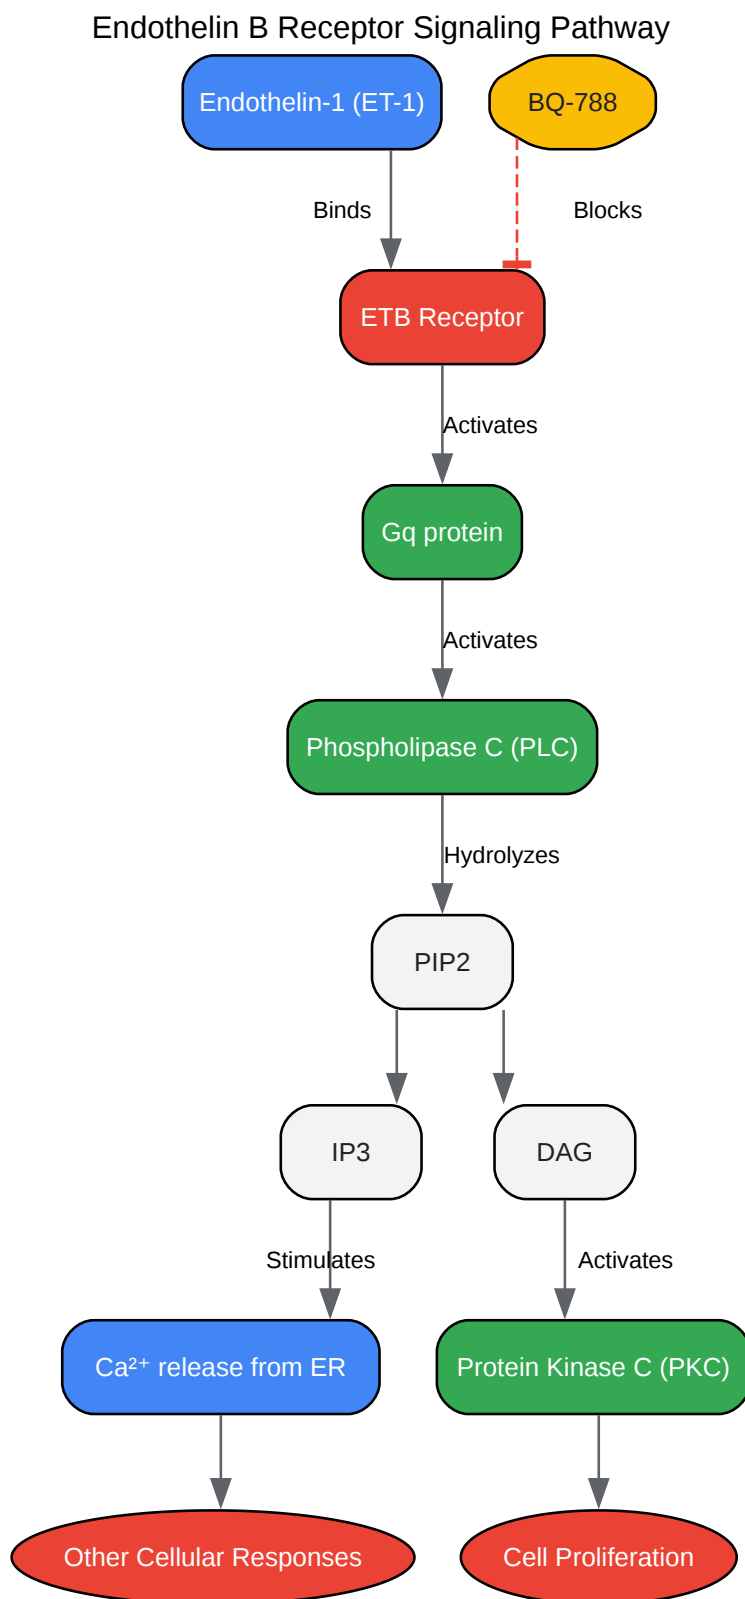 Endothelin B Receptor Signaling Pathway
Endothelin-1 (ET-1)
BQ-788
Binds
Blocks
ETB Receptor
Activates
Gq protein
Activates
Phospholipase C (PLC)
Hydrolyzes
PIP2
IP3
DAG
Stimulates
Activates
Ca²⁺ release from ER
Protein Kinase C (PKC)
Other Cellular Responses
Cell Proliferation